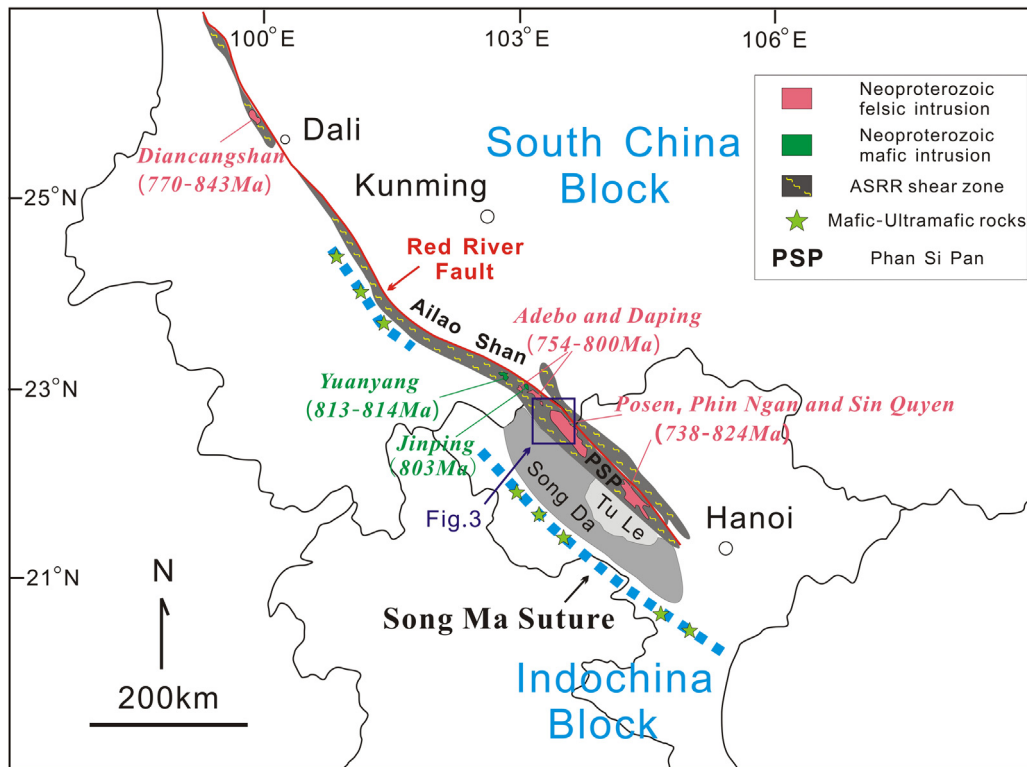 100°E
103°E
106°E
Neoproterozoic
felsic intrusion
Neoproterozoic
mafic intrusion
ASRR shear zone
Mafic-Ultramafic rocks
PSP
Phan Si Pan
Dali
Diancangshan
(770-843Ma)
South China
Block
Kunming
25°N
Red River
Fault
Ailao Shan
Adebo and Daping
(754-800Ma)
23°N
Yuanyang
(813-814Ma)
Posen, Phin Ngan and Sin Quyen
(738-824Ma)
Jinping
(803Ma)
PSP
Song Da
Tu Le
Fig.3
Hanoi
21°N
N
Song Ma Suture
Indochina
Block
200km